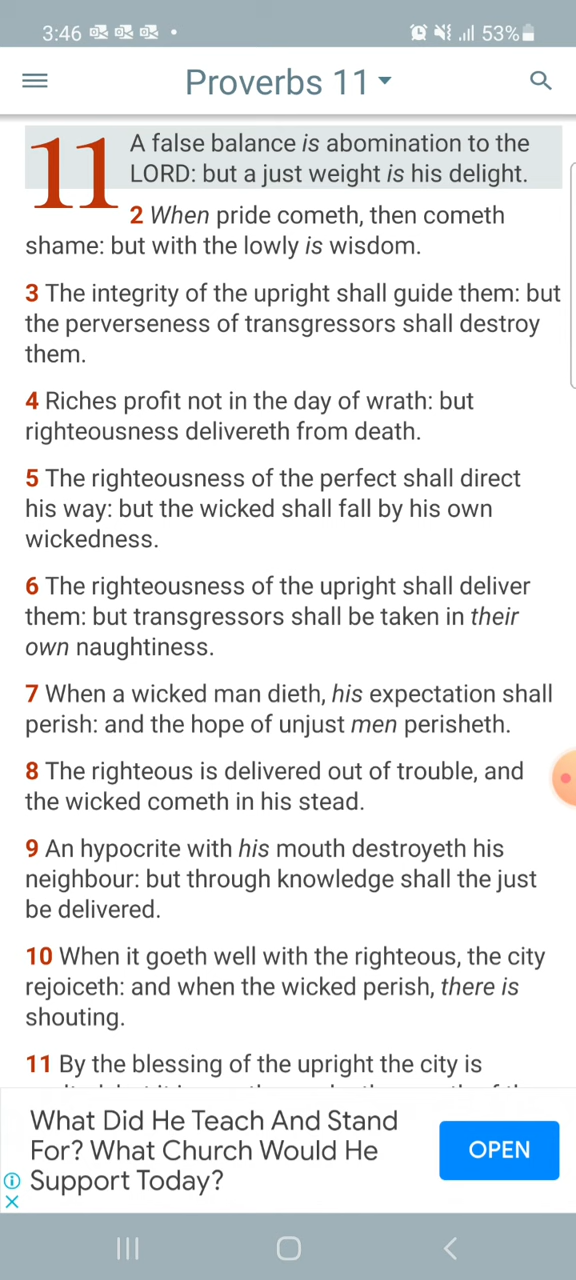 3:46
53%
Proverbs 11
11
A false balance is abomination to the
LORD: but a just weight is his delight.
2 When pride cometh, then cometh
shame: but with the lowly is wisdom.
3 The integrity of the upright shall guide them: but
the perverseness of transgressors shall destroy
them.
4 Riches profit not in the day of wrath: but
righteousness delivereth from death.
5 The righteousness of the perfect shall direct
his way: but the wicked shall fall by his own
wickedness.
6 The righteousness of the upright shall deliver
them: but transgressors shall be taken in their
own naughtiness.
7 When a wicked man dieth, his expectation shall
perish: and the hope of unjust men perisheth.
8 The righteous is delivered out of trouble, and
the wicked cometh in his stead.
9 An hypocrite with his mouth destroyeth his
neighbour: but through knowledge shall the just
be delivered.
10 When it goeth well with the righteous, the city
rejoiceth: and when the wicked perish, there is
shouting.
11 By the blessing of the upright the city is
What Did He Teach And Stand
For? What Church Would He
Support Today?
OPEN